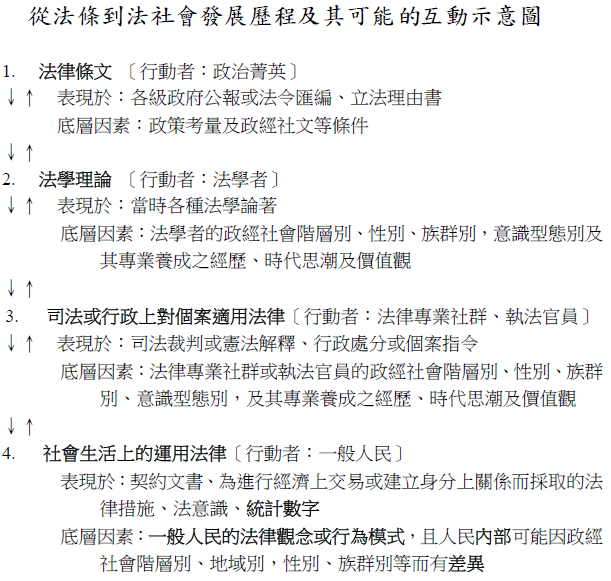 從法條到法社會發展歷程及其可能的互動示意圖
1. 法律條文 〔行動者：政治菁英〕
↓↑ 表現於：各級政府公報或法令匯編、立法理由書
底層因素：政策考量及政經社文等條件
↓↑
2. 法學理論 〔行動者：法學者〕
↓↑ 表現於：當時各種法學論著
底層因素：法學者的政經社會階層別、性別、族群別，意識型態別及
其專業養成之經歷、時代思潮及價值觀
↓↑
3. 司法或行政上對個案適用法律〔行動者：法律專業社群、執法官員〕
↓↑ 表現於：司法裁判或憲法解釋、行政處分或個案指令
底層因素：法律專業社群或執法官員的政經社會階層別、性別、族群
別、意識型態別，及其專業養成之經歷、時代思潮及價值觀
↓↑
4. 社會生活上的運用法律〔行動者：一般人民〕
表現於：契約文書、為進行經濟上交易或建立身分上關係而採取的法
律措施、法意識、統計數字
底層因素：一般人民的法律觀念或行為模式，且人民內部可能因政經
社會階層別、地域別，性別、族群別等而有差異